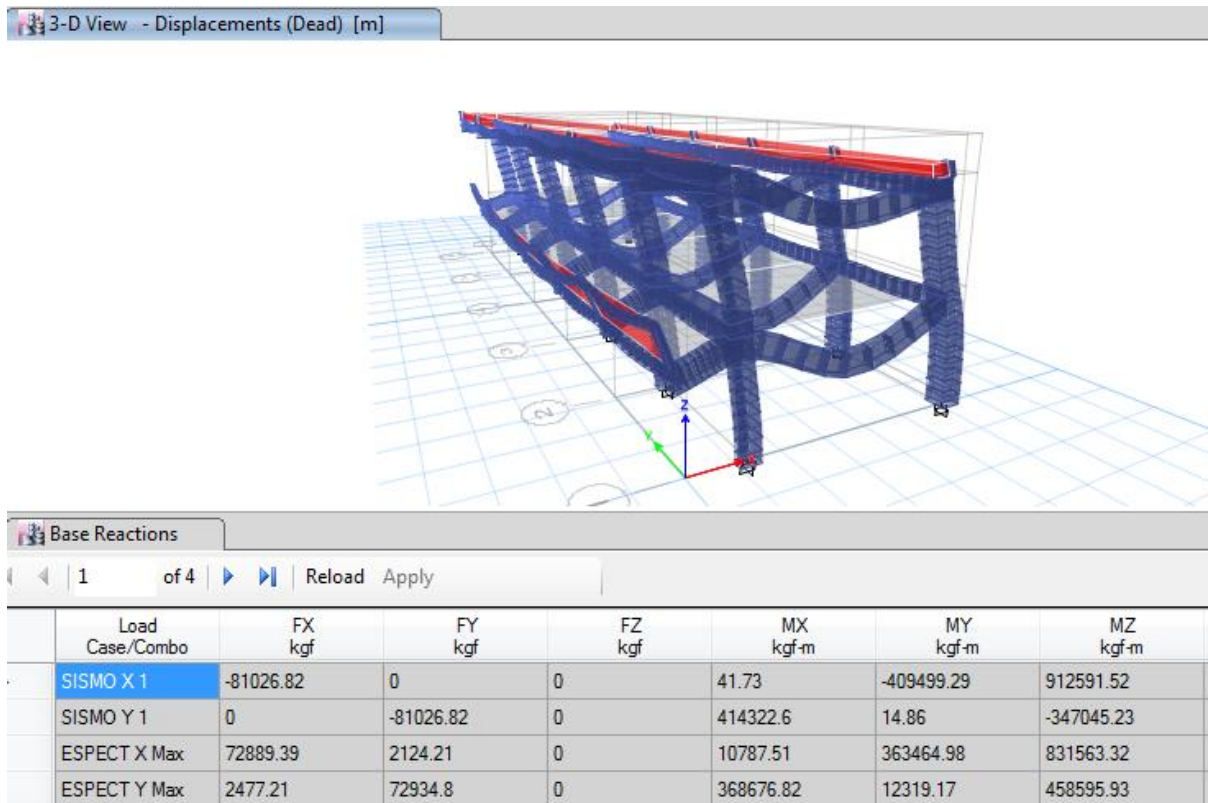 3-D View - Displacements (Dead) [m]
Z
Y
X
2
3
1
Base Reactions
1 of 4 Reload Apply
Load Case/Combo FX kgf FY kgf FZ kgf MX kgf-m MY kgf-m MZ kgf-m
SISMO X 1 -81026.82 0 0 41.73 -409499.29 912591.52
SISMO Y 1 0 -81026.82 0 414322.6 14.86 -347045.23
ESPECT X Max 72889.39 2124.21 0 10787.51 363464.98 831563.32
ESPECT Y Max 2477.21 72934.8 0 368676.82 12319.17 458595.93